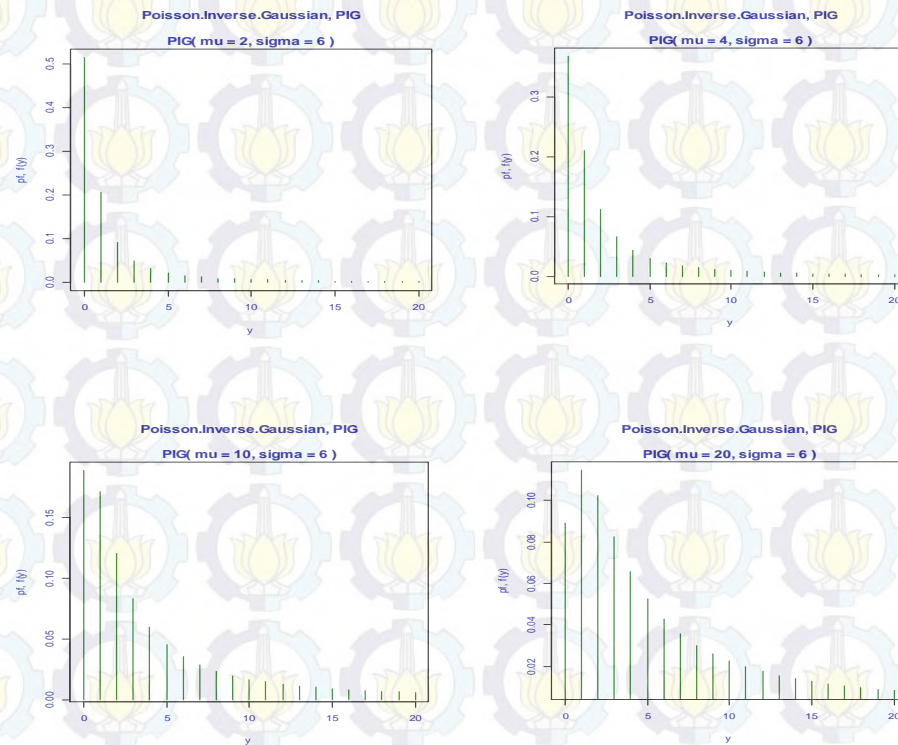 Poisson.Inverse.Gaussian, PIG
PIG( mu = 2, sigma = 6 )
pf, f(y)
0.0 0.1 0.2 0.3 0.4 0.5
0 5 10 15 20
y
Poisson.Inverse.Gaussian, PIG
PIG( mu = 4, sigma = 6 )
pf, f(y)
0.0 0.1 0.2 0.3
0 5 10 15 20
y
Poisson.Inverse.Gaussian, PIG
PIG( mu = 10, sigma = 6 )
pf, f(y)
0.00 0.05 0.10 0.15
0 5 10 15 20
y
Poisson.Inverse.Gaussian, PIG
PIG( mu = 20, sigma = 6 )
pf, f(y)
0.02 0.04 0.06 0.08 0.10
0 5 10 15 20
y